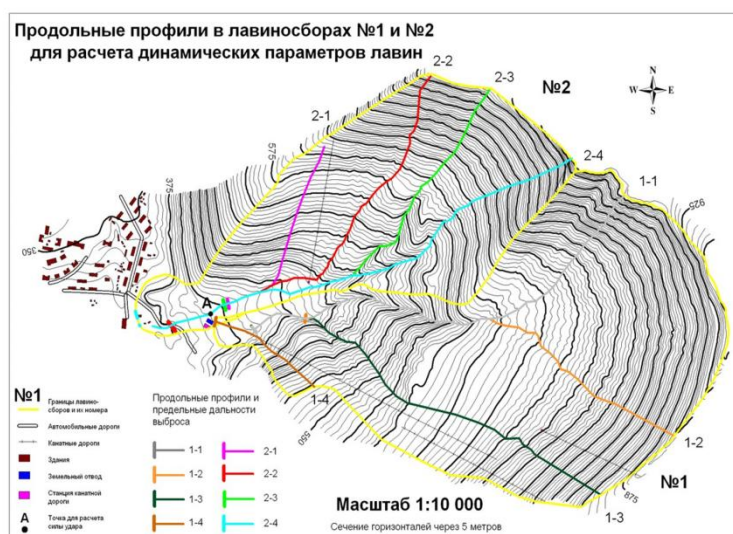 Продольные профили в лавиносборах №1 и №2
для расчета динамических параметров лавин
2-2
2-3
№2
N
W E
S
2-1
2-4
1-1
575
375
925
350
А
1-4
550
1-2
№1
875
1-3
№1
Границы лавино-
сборов и их номера
Автомобильные дороги
Канатные дороги
Здания
Земельный отвод
Станция канатной
дороги
А
Точка для расчета
силы удара
Продольные профили и
предельные дальности
выброса
1-1
2-1
1-2
2-2
1-3
2-3
1-4
2-4
Масштаб 1:10 000
Сечение горизонталей через 5 метров